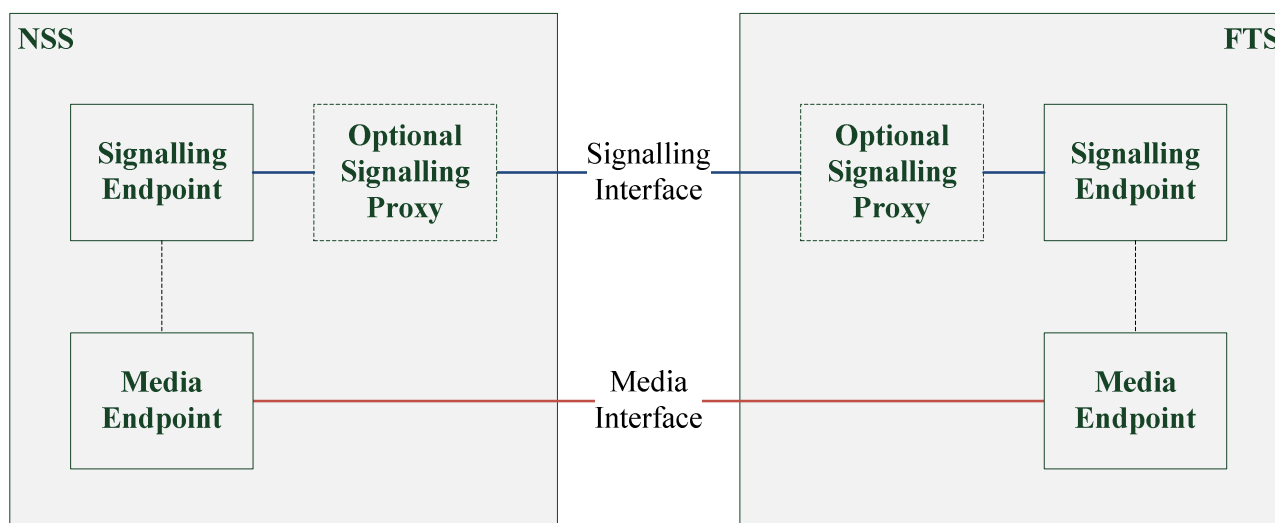 NSS
FTS
Signalling
Endpoint
Optional
Signalling
Proxy
Signalling
Interface
Optional
Signalling
Proxy
Signalling
Endpoint
Media
Endpoint
Media
Interface
Media
Endpoint